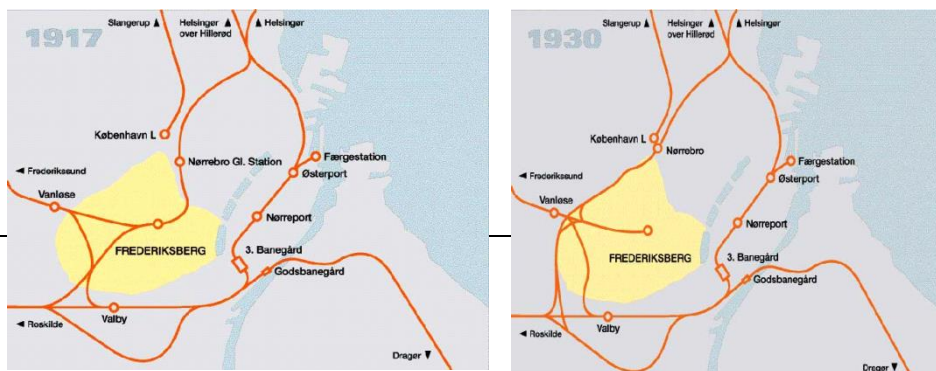 1917
Slangerup
Helsingør
over Hillerød
Helsingør
København L
Nørrebro Gl. Station
Færgestation
Østerport
Frederikssund
Vanløse
Nørreport
FREDERIKSBERG
3. Banegård
Godsbanegård
Roskilde
Valby
Dragør
1930
Slangerup
Helsingør
over Hillerød
Helsingør
København L
Nørrebro
Færgestation
Østerport
Frederikssund
Vanløse
Nørreport
FREDERIKSBERG
3. Banegård
Godsbanegård
Roskilde
Valby
Dragør